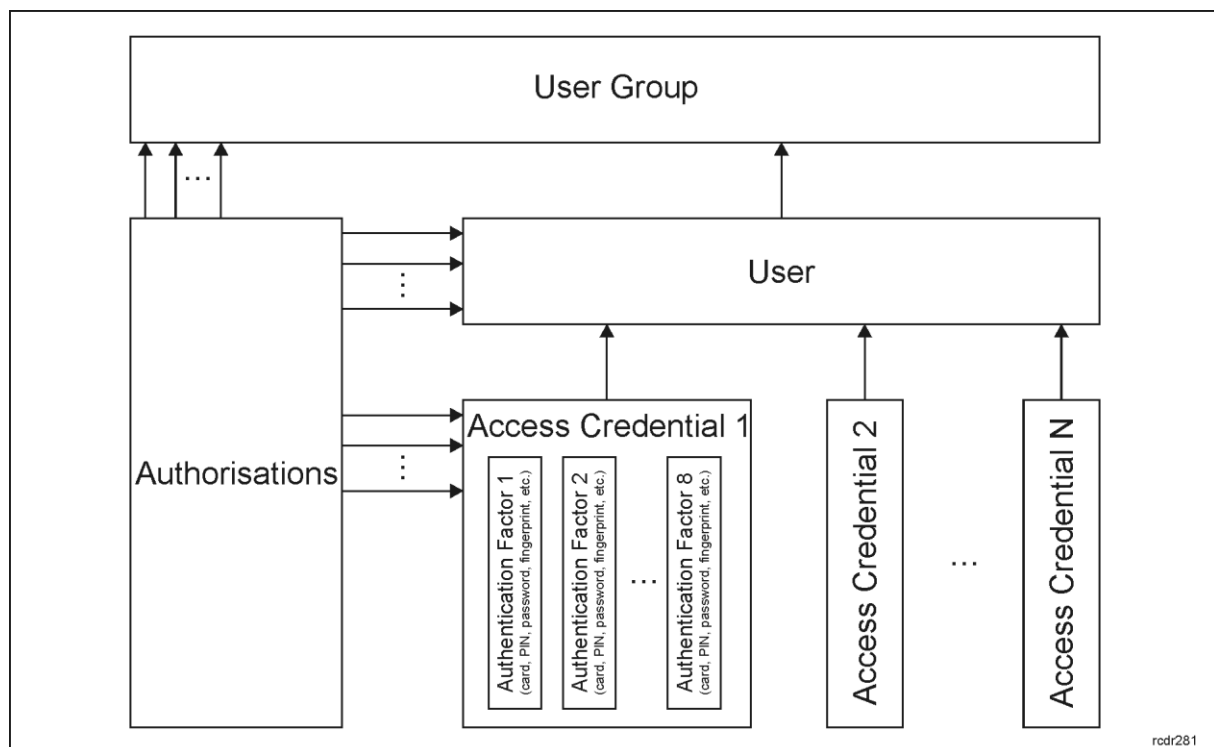 User Group
...
User
...
Authorisations
...
Access Credential 1
Authentication Factor 1
(card, PIN, password, fingerprint, etc.)
Authentication Factor 2
(card, PIN, password, fingerprint, etc.)
...
Authentication Factor 8
(card, PIN, password, fingerprint, etc.)
Access Credential 2
...
Access Credential N
rcdr281